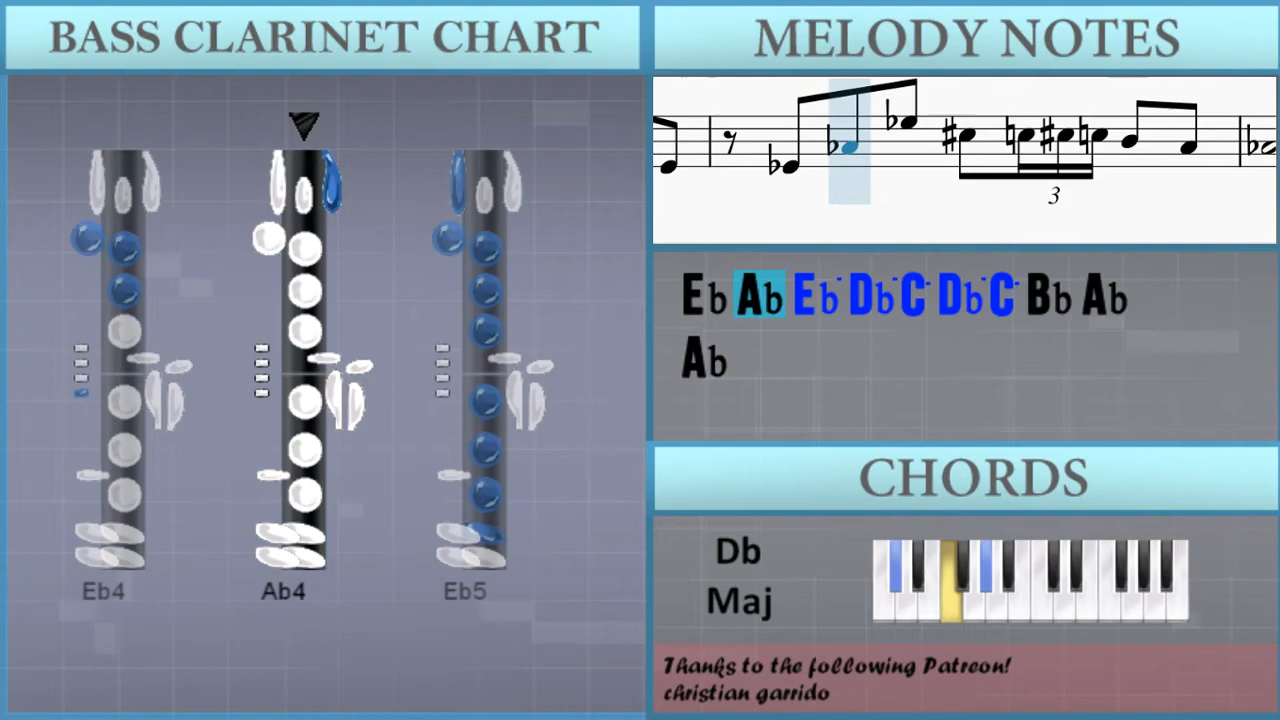 BASS CLARINET CHART
Eb4 Ab4 Eb5
MELODY NOTES
3
Eb Ab Eb Db C Db C Bb Ab
Ab
CHORDS
Db
Maj
Thanks to the following Patreon!
christian garrido